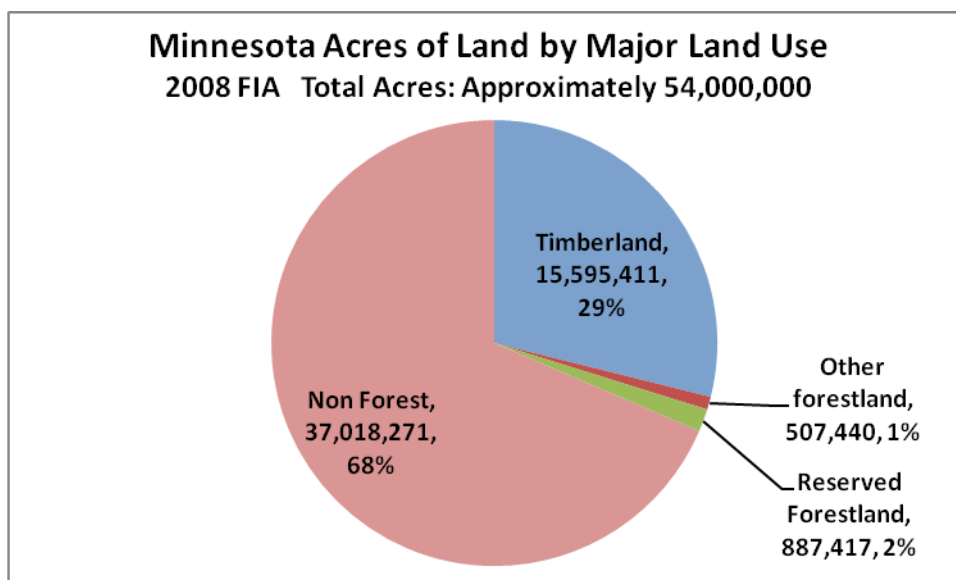 Minnesota Acres of Land by Major Land Use
2008 FIA Total Acres: Approximately 54,000,000
Timberland,
15,595,411,
29%
Other
forestland,
507,440, 1%
Reserved
Forestland,
887,417, 2%
Non Forest,
37,018,271,
68%